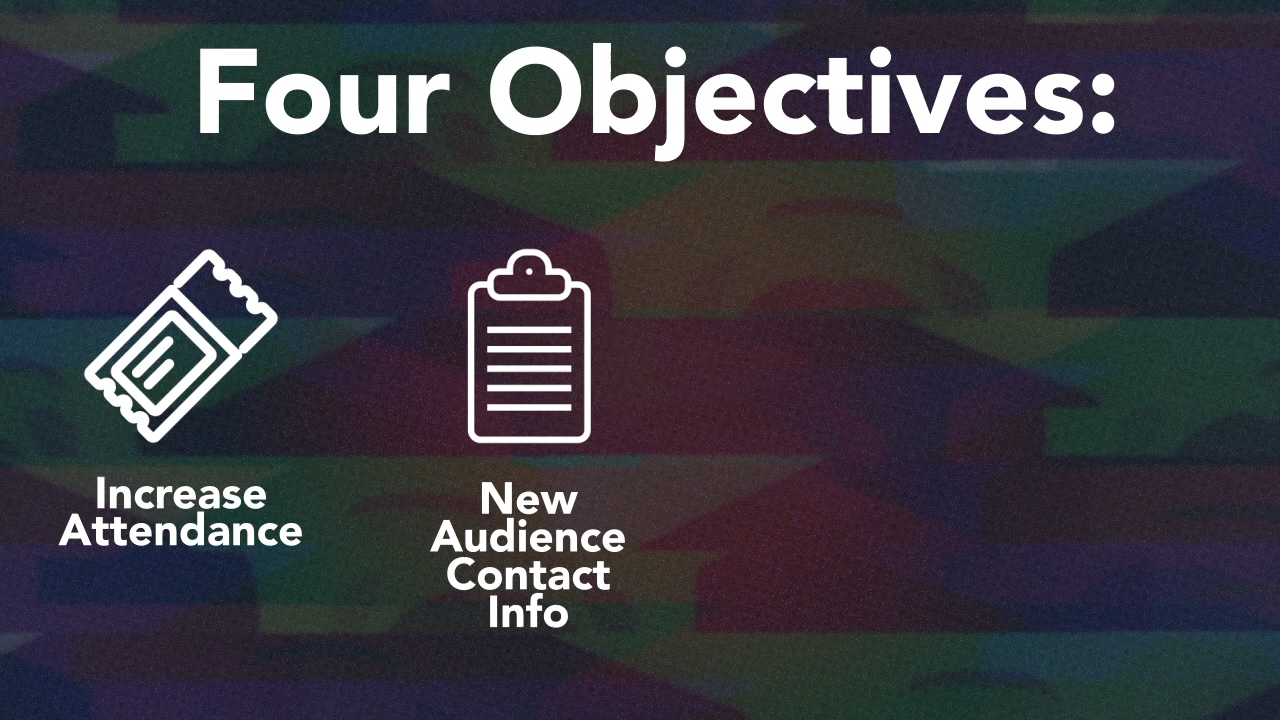 Four Objectives:
Increase
Attendance
New
Audience
Contact
Info